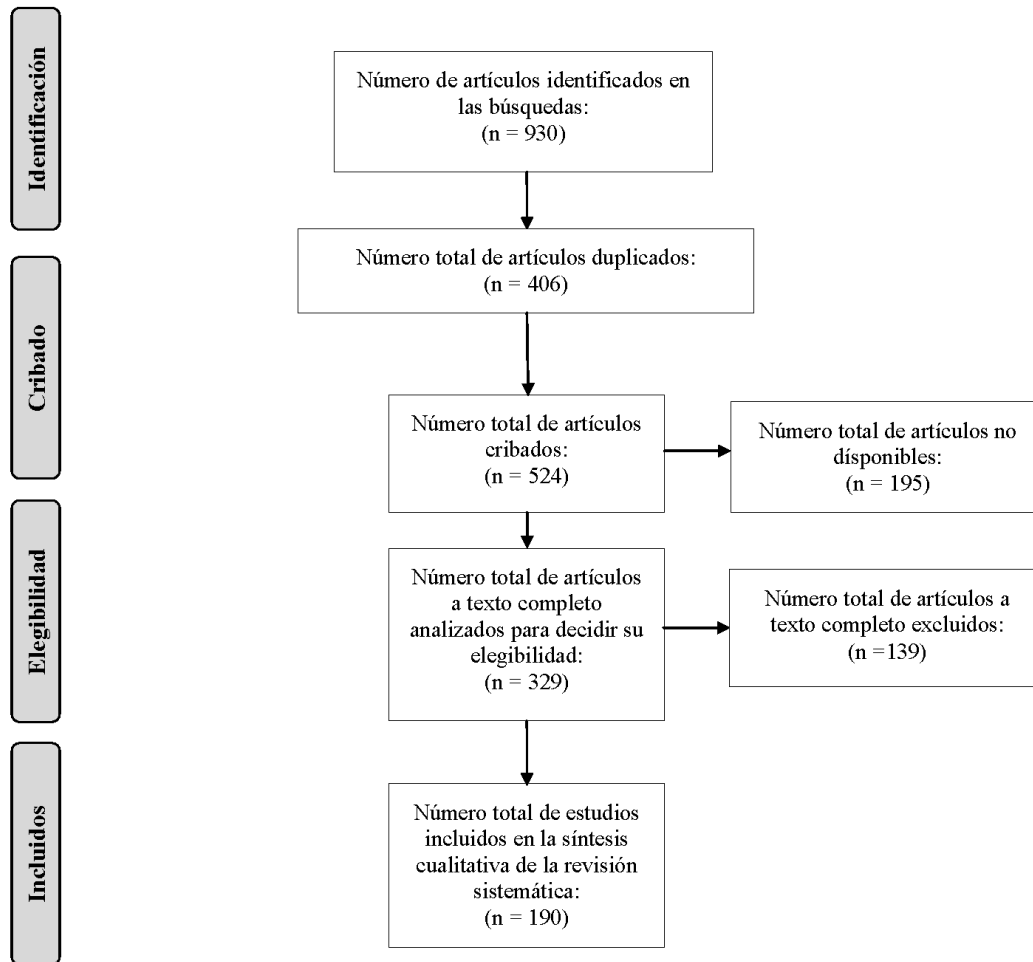 Identificación
Número de artículos identificados en
las búsquedas:
(n = 930)
Número total de artículos duplicados:
(n = 406)
Cribado
Número total de artículos
cribados:
(n = 524)
Número total de artículos no
dísponibles:
(n = 195)
Elegibilidad
Número total de artículos
a texto completo
analizados para decidir su
elegibilidad:
(n = 329)
Número total de artículos a
texto completo excluidos:
(n =139)
Incluidos
Número total de estudios
incluidos en la síntesis
cualitativa de la revisión
sistemática:
(n = 190)